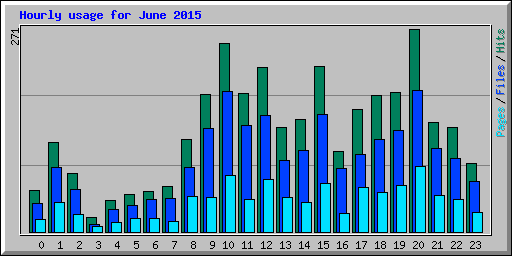 Hourly usage for June 2015
271
Pages / Files / Hits
0 1 2 3 4 5 6 7 8 9 10 11 12 13 14 15 16 17 18 19 20 21 22 23